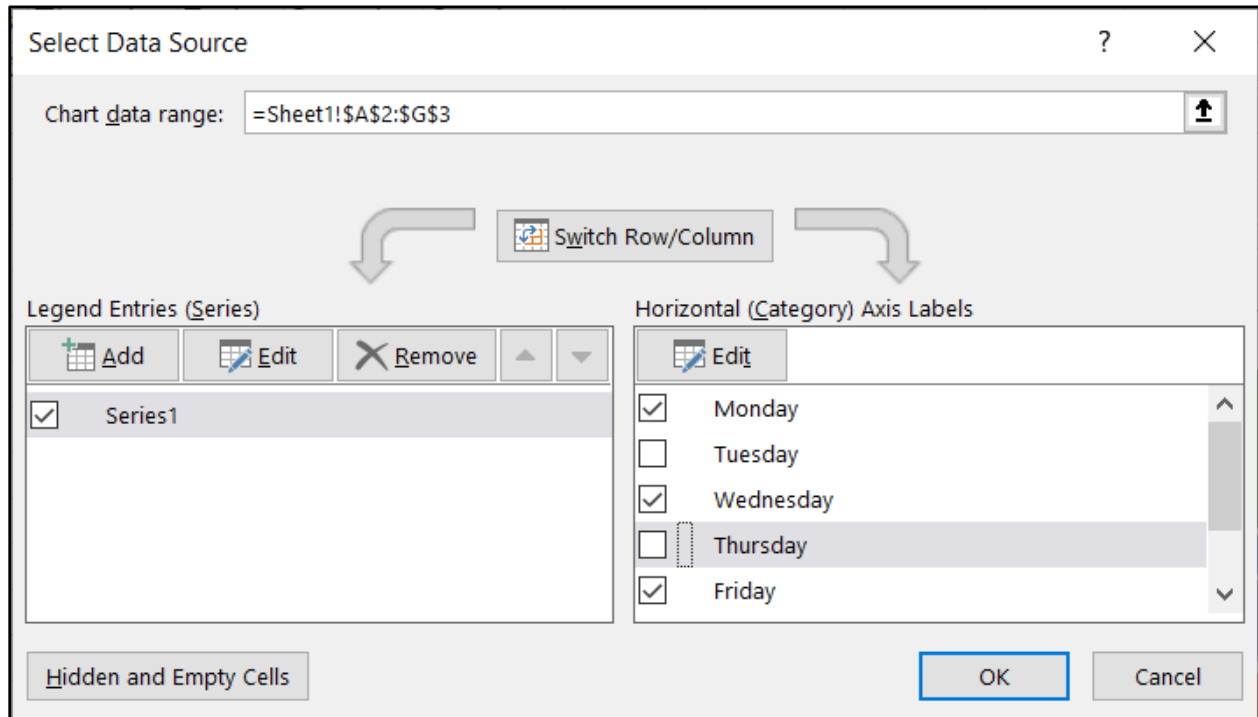 Select Data Source ?
Chart data range: =Sheet1!$A$2:$G$3
Switch Row/Column
Legend Entries (Series)
Add Edit Remove
Series1
Horizontal (Category) Axis Labels
Edit
Monday
Tuesday
Wednesday
Thursday
Friday
Hidden and Empty Cells
OK Cancel